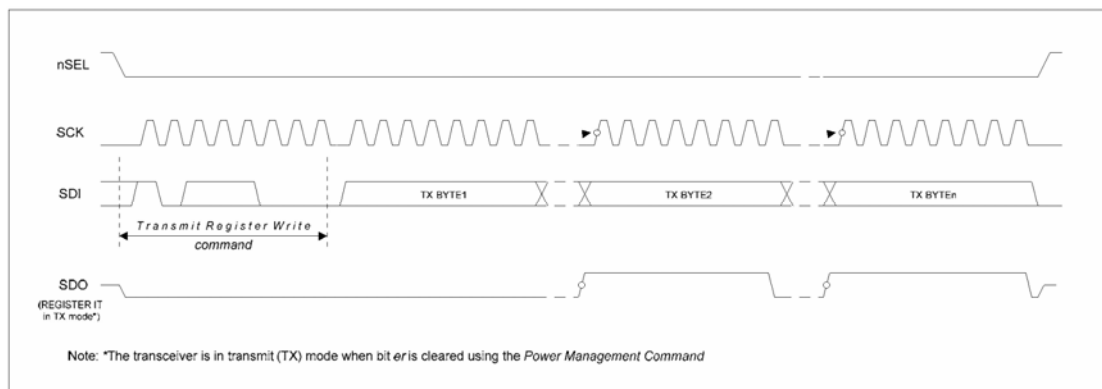 nSEL
SCK
SDI
TX BYTE1
TX BYTE2
TX BYTEn
Transmit Register Write
command
SDO
(REGISTER IT
in TX mode*)
Note: *The transceiver is in transmit (TX) mode when bit er is cleared using the Power Management Command